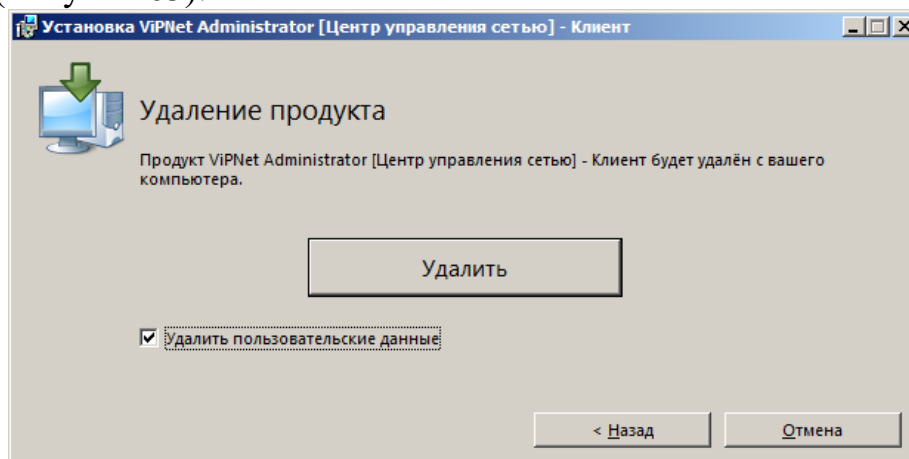 Установка ViPNet Administrator [Центр управления сетью] - Клиент
Удаление продукта
Продукт ViPNet Administrator [Центр управления сетью] - Клиент будет удалён с вашего
компьютера.
Удалить
Удалить пользовательские данные
< Назад
Отмена